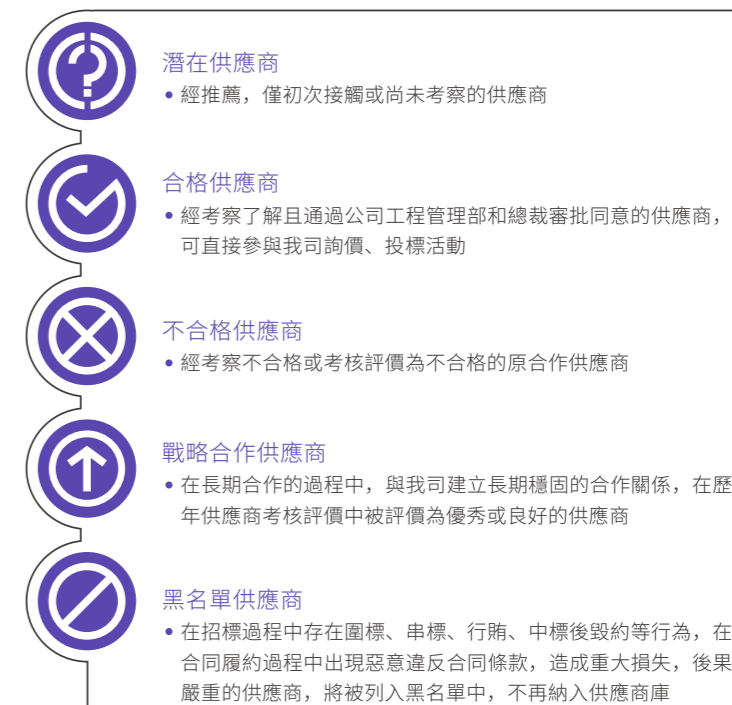 潛在供應商
• 經推薦，僅初次接觸或尚未考察的供應商
合格供應商
• 經考察了解且通過公司工程管理部和總裁審批同意的供應商，
可直接參與我司詢價、投標活動
不合格供應商
• 經考察不合格或考核評價為不合格的原合作供應商
戰略合作供應商
• 在長期合作的過程中，與我司建立長期穩固的合作關係，在歷
年供應商考核評價中被評價為優秀或良好的供應商
黑名單供應商
• 在招標過程中存在圍標、串標、行賄、中標後毀約等行為，在
合同履約過程中出現惡意違反合同條款，造成重大損失，後果
嚴重的供應商，將被列入黑名單中，不再納入供應商庫